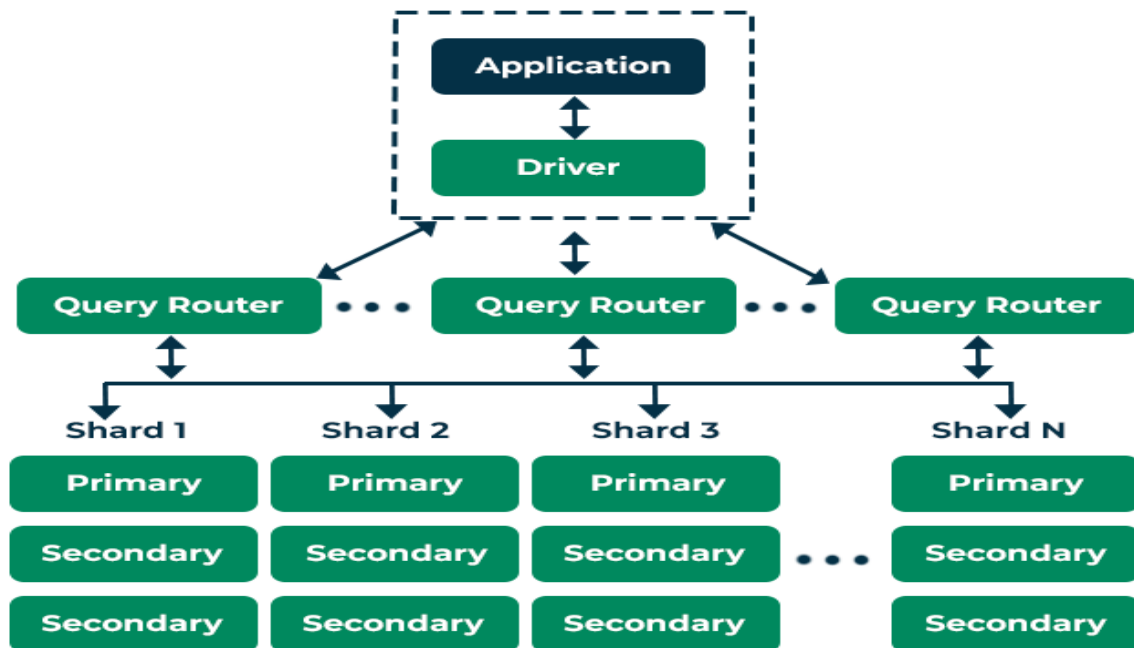 Application
Driver
Query Router Query Router Query Router
Shard 1 Shard 2 Shard 3 Shard N
Primary Primary Primary Primary
Secondary Secondary Secondary Secondary
Secondary Secondary Secondary Secondary